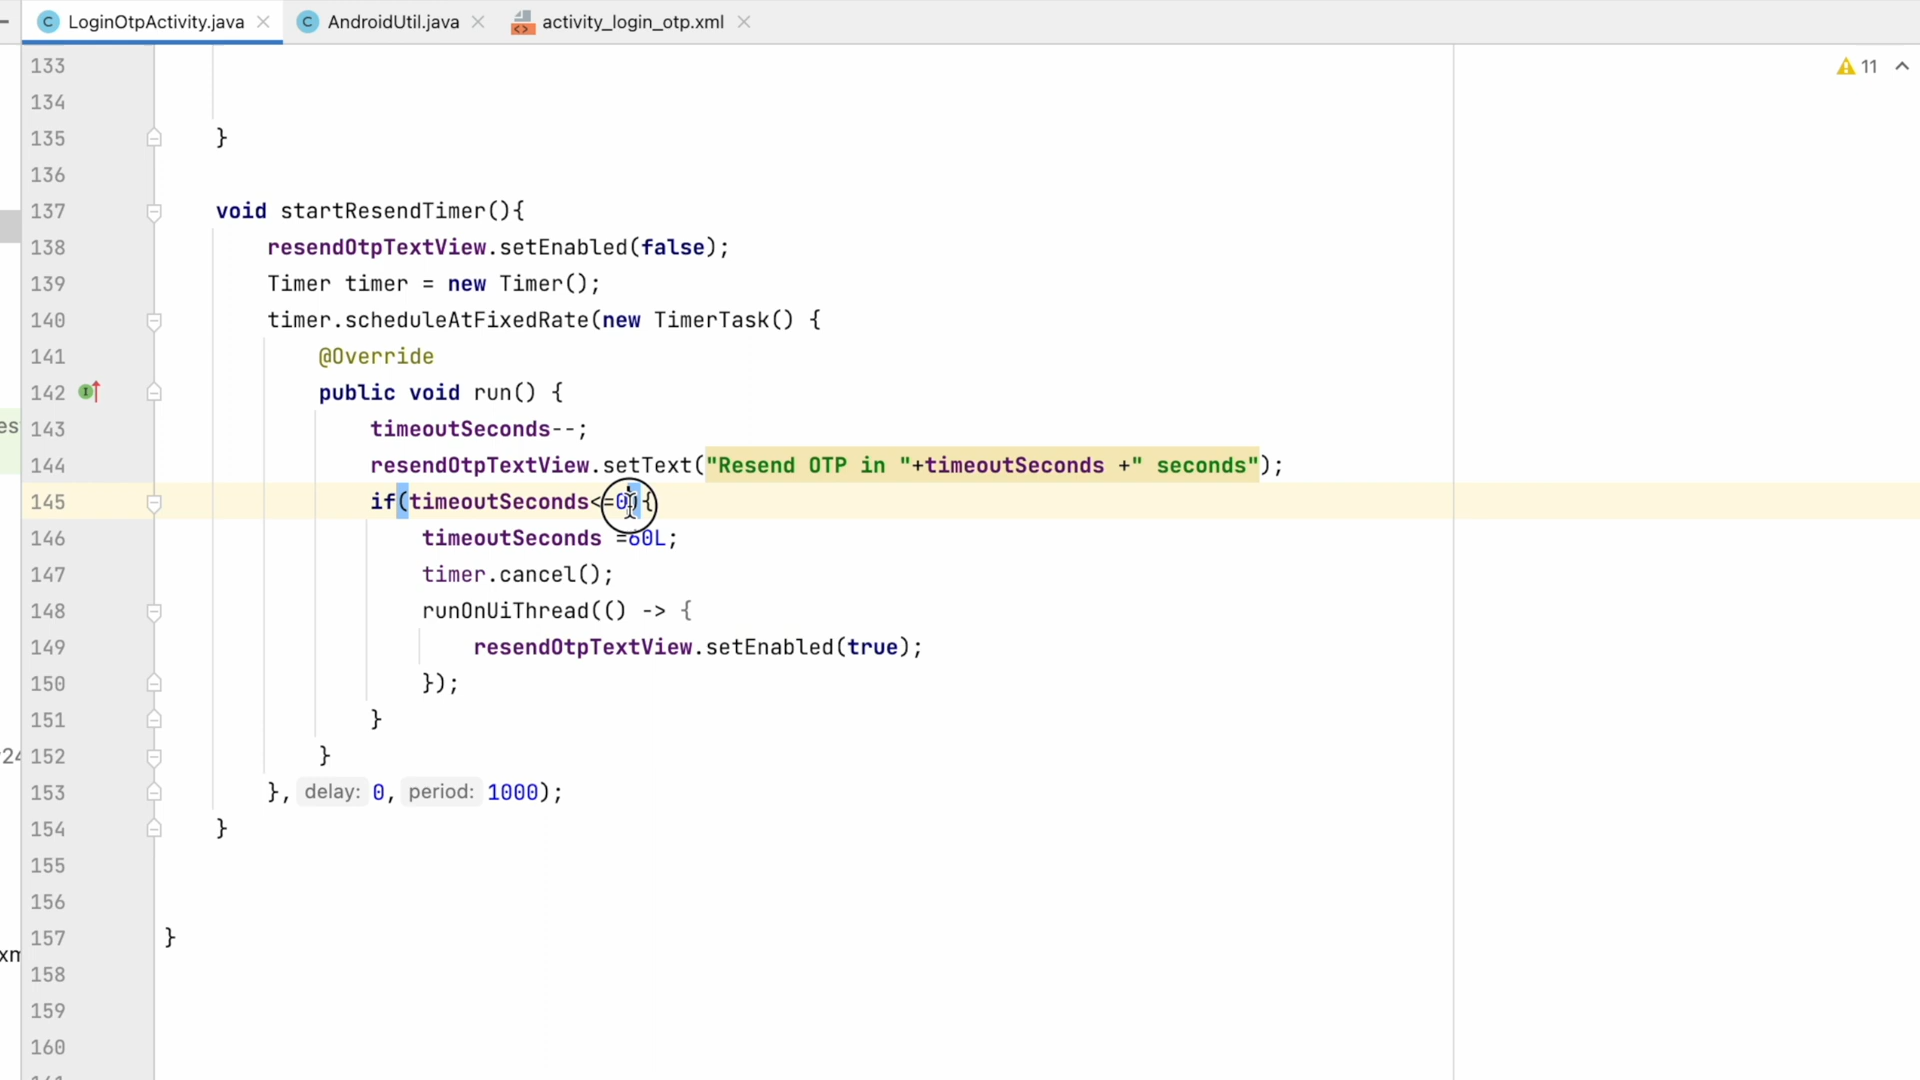 LoginOtpActivity.java AndroidUtil.java activity_login_otp.xml
133 11
134
135 }
136
137 void startResendTimer(){
138 resendOtpTextView.setEnabled(false);
139 Timer timer = new Timer();
140 timer.scheduleAtFixedRate(new TimerTask() {
141 @Override
142 public void run() {
es 143 timeoutSeconds--;
144 resendOtpTextView.setText("Resend OTP in "+timeoutSeconds +" seconds");
145 if(timeoutSeconds<=0){
146 timeoutSeconds =60L;
147 timer.cancel();
148 runOnUiThread(() -> {
149 resendOtpTextView.setEnabled(true);
150 });
151 }
24 152 }
153 }, delay: 0, period: 1000);
154 }
155
156
xm 157 }
158
159
160